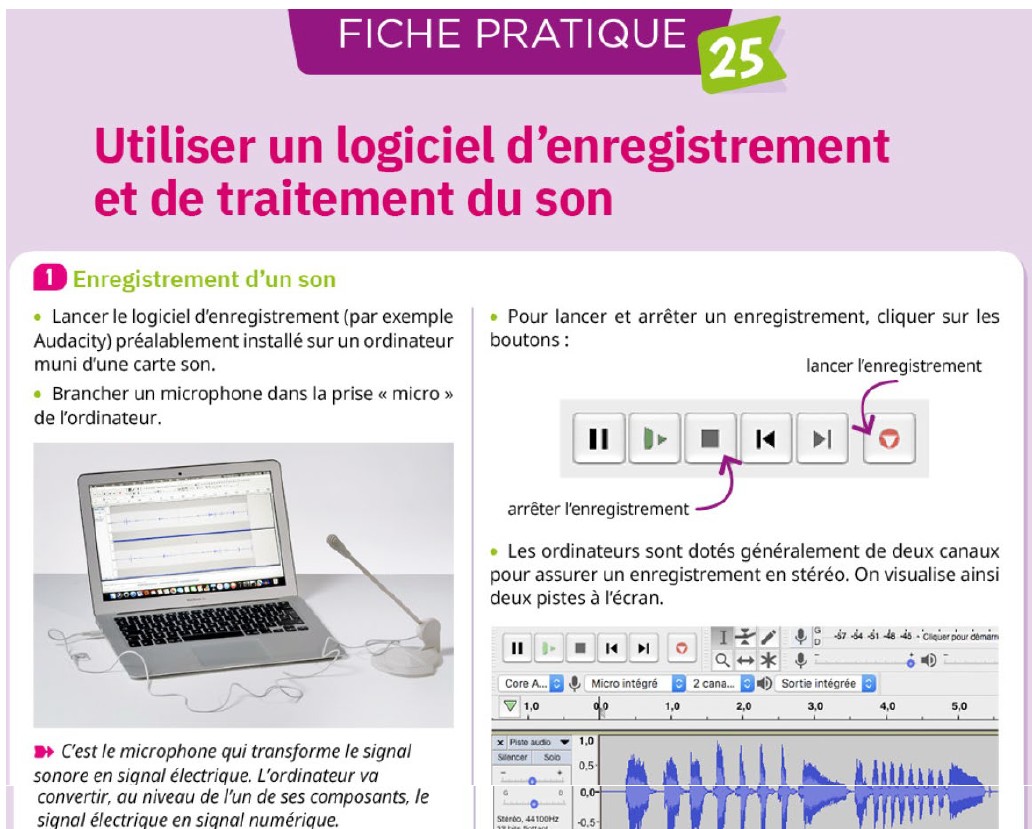 FICHE PRATIQUE 25
Utiliser un logiciel d'enregistrement
et de traitement du son
1 Enregistrement d'un son
• Lancer le logiciel d'enregistrement (par exemple
Audacity) préalablement installé sur un ordinateur
muni d'une carte son.
• Brancher un microphone dans la prise « micro »
de l'ordinateur.
C'est le microphone qui transforme le signal
sonore en signal électrique. L'ordinateur va
convertir, au niveau de l'un de ses composants, le
signal électrique en signal numérique.
• Pour lancer et arrêter un enregistrement, cliquer sur les
boutons :
lancer l'enregistrement
arrêter l'enregistrement
• Les ordinateurs sont dotés généralement de deux canaux
pour assurer un enregistrement en stéréo. On visualise ainsi
deux pistes à l'écran.
G
D
-57 -54 -51 -48 -45 - Cliquer pour démarr
Core A... Micro intégré 2 cana... Sortie intégrée
1,0 0,0 1,0 2,0 3,0 4,0 5,0
x Piste audio 1,0
Silencer Solo
0,5
- +
G D
0,0
Stéréo, 44100Hz
-0,5